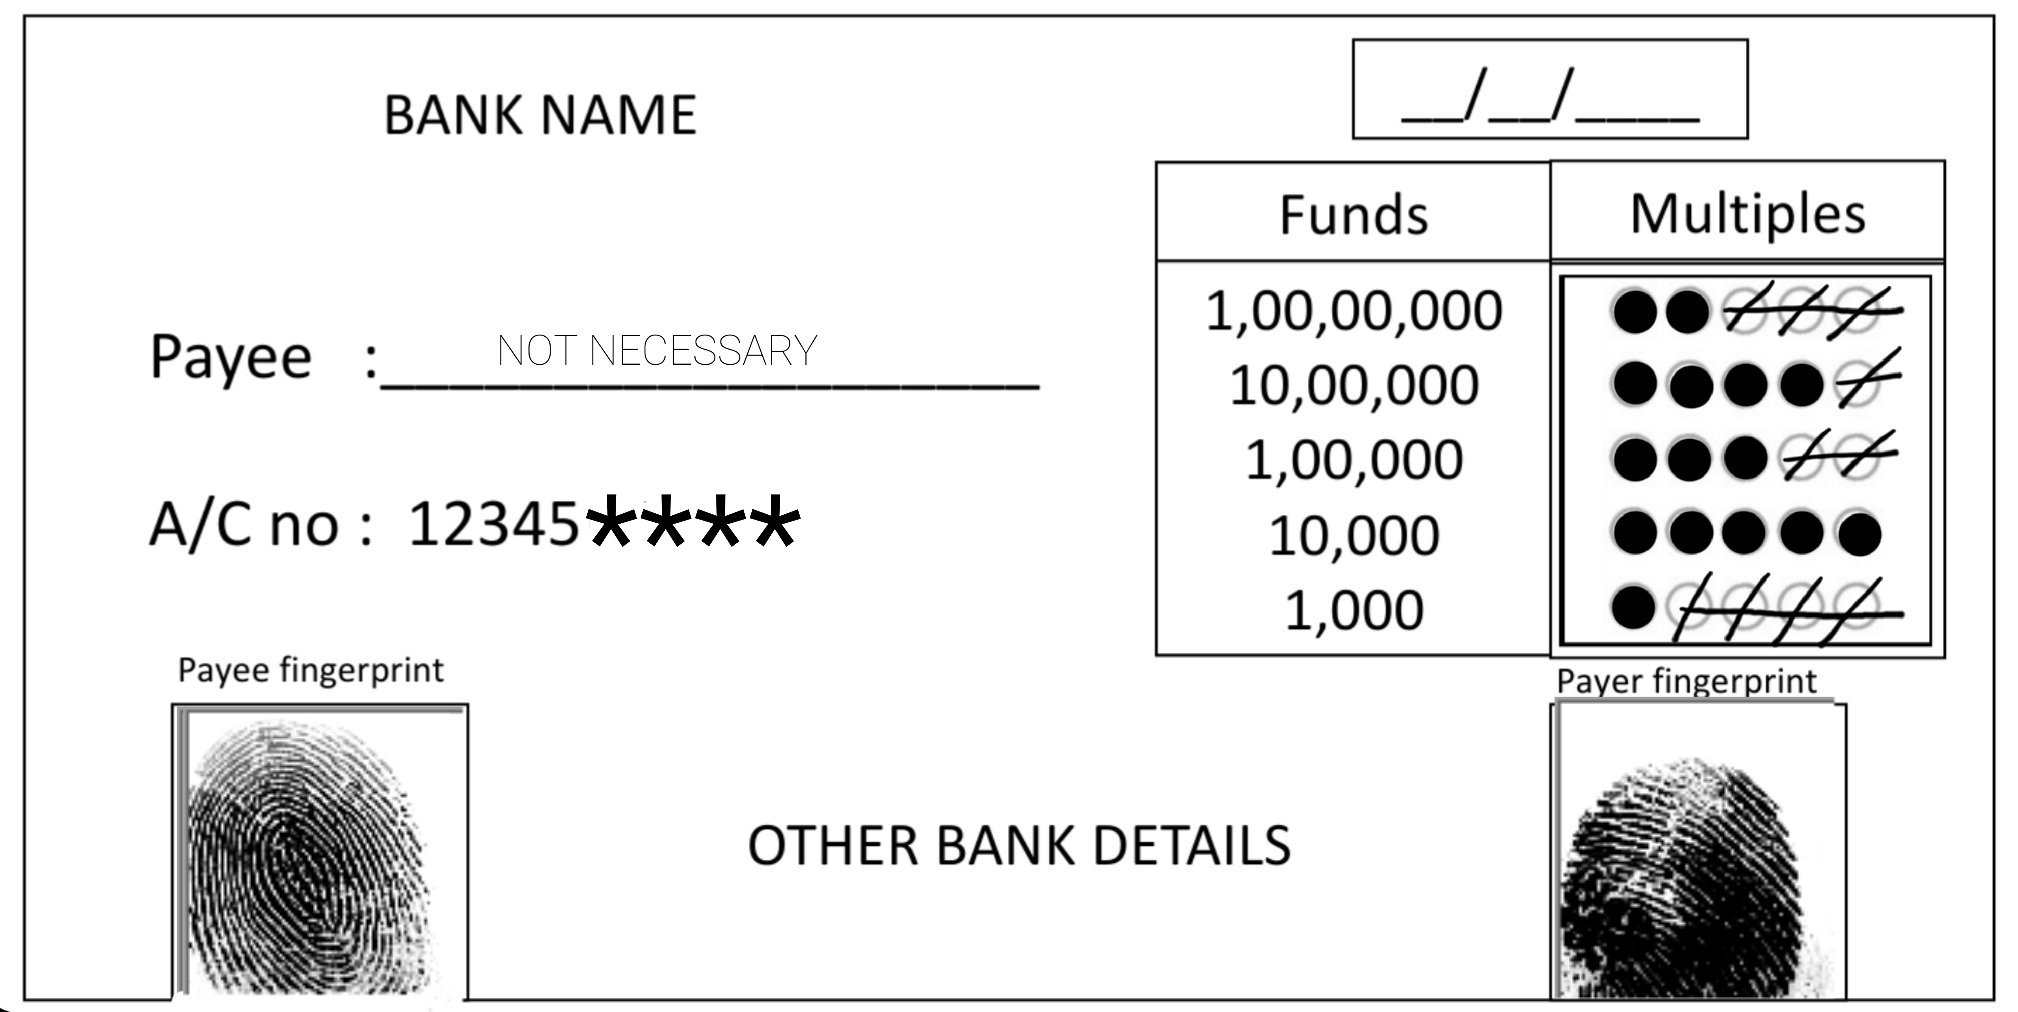 BANK NAME
__/__/____
Funds Multiples
1,00,00,000
10,00,000
1,00,000
10,000
1,000
Payee :___________________
NOT NECESSARY
A/C no : 12345****
Payee fingerprint
Payer fingerprint
OTHER BANK DETAILS